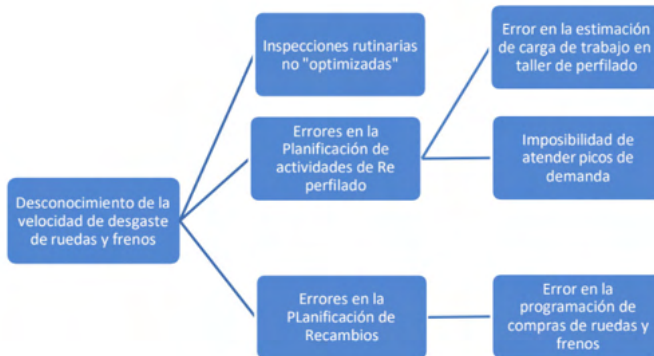 Desconocimiento de la
velocidad de desgaste
de ruedas y frenos
Inspecciones rutinarias
no "optimizadas"
Errores en la
Planificación de
actividades de Re
perfilado
Error en la estimación
de carga de trabajo en
taller de perfilado
Imposibilidad de
atender picos de
demanda
Errores en la
PLanificación de
Recambios
Error en la
programación de
compras de ruedas y
frenos